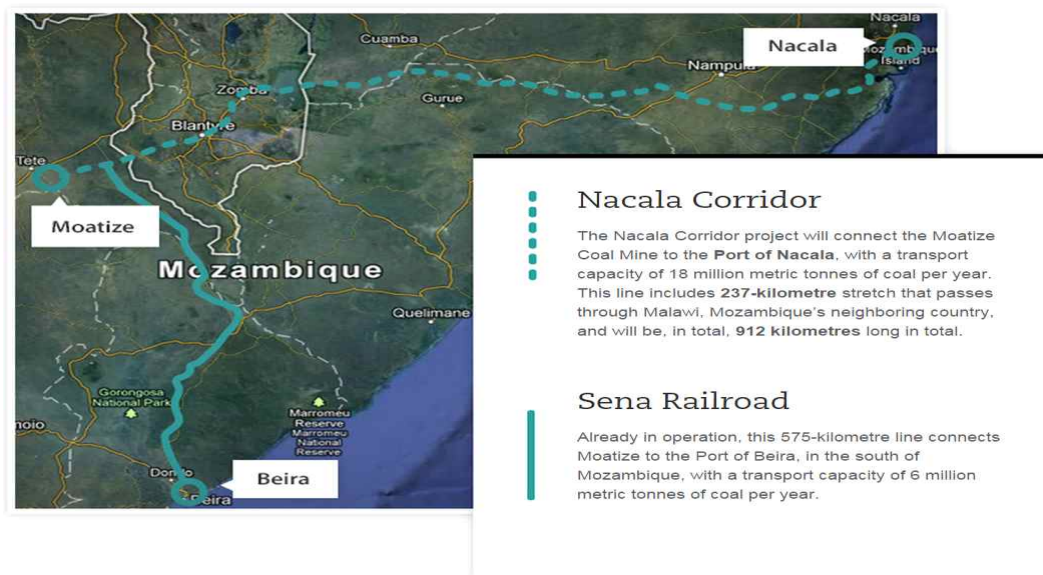 Nacala
Cuamba
Nacala
Mozambique
Island
Nampula
Zomba
Gurue
Blantyre
Tete
Moatize
Mozambique
Quelimane
Gorongosa
National Park
Marromeu
Reserve
Marromeu
National
Reserve
moio
Dondo
Beira
Beira
Nacala Corridor
The Nacala Corridor project will connect the Moatize
Coal Mine to the Port of Nacala, with a transport
capacity of 18 million metric tonnes of coal per year.
This line includes 237-kilometre stretch that passes
through Malawi, Mozambique's neighboring country,
and will be, in total, 912 kilometres long in total.
Sena Railroad
Already in operation, this 575-kilometre line connects
Moatize to the Port of Beira, in the south of
Mozambique, with a transport capacity of 6 million
metric tonnes of coal per year.